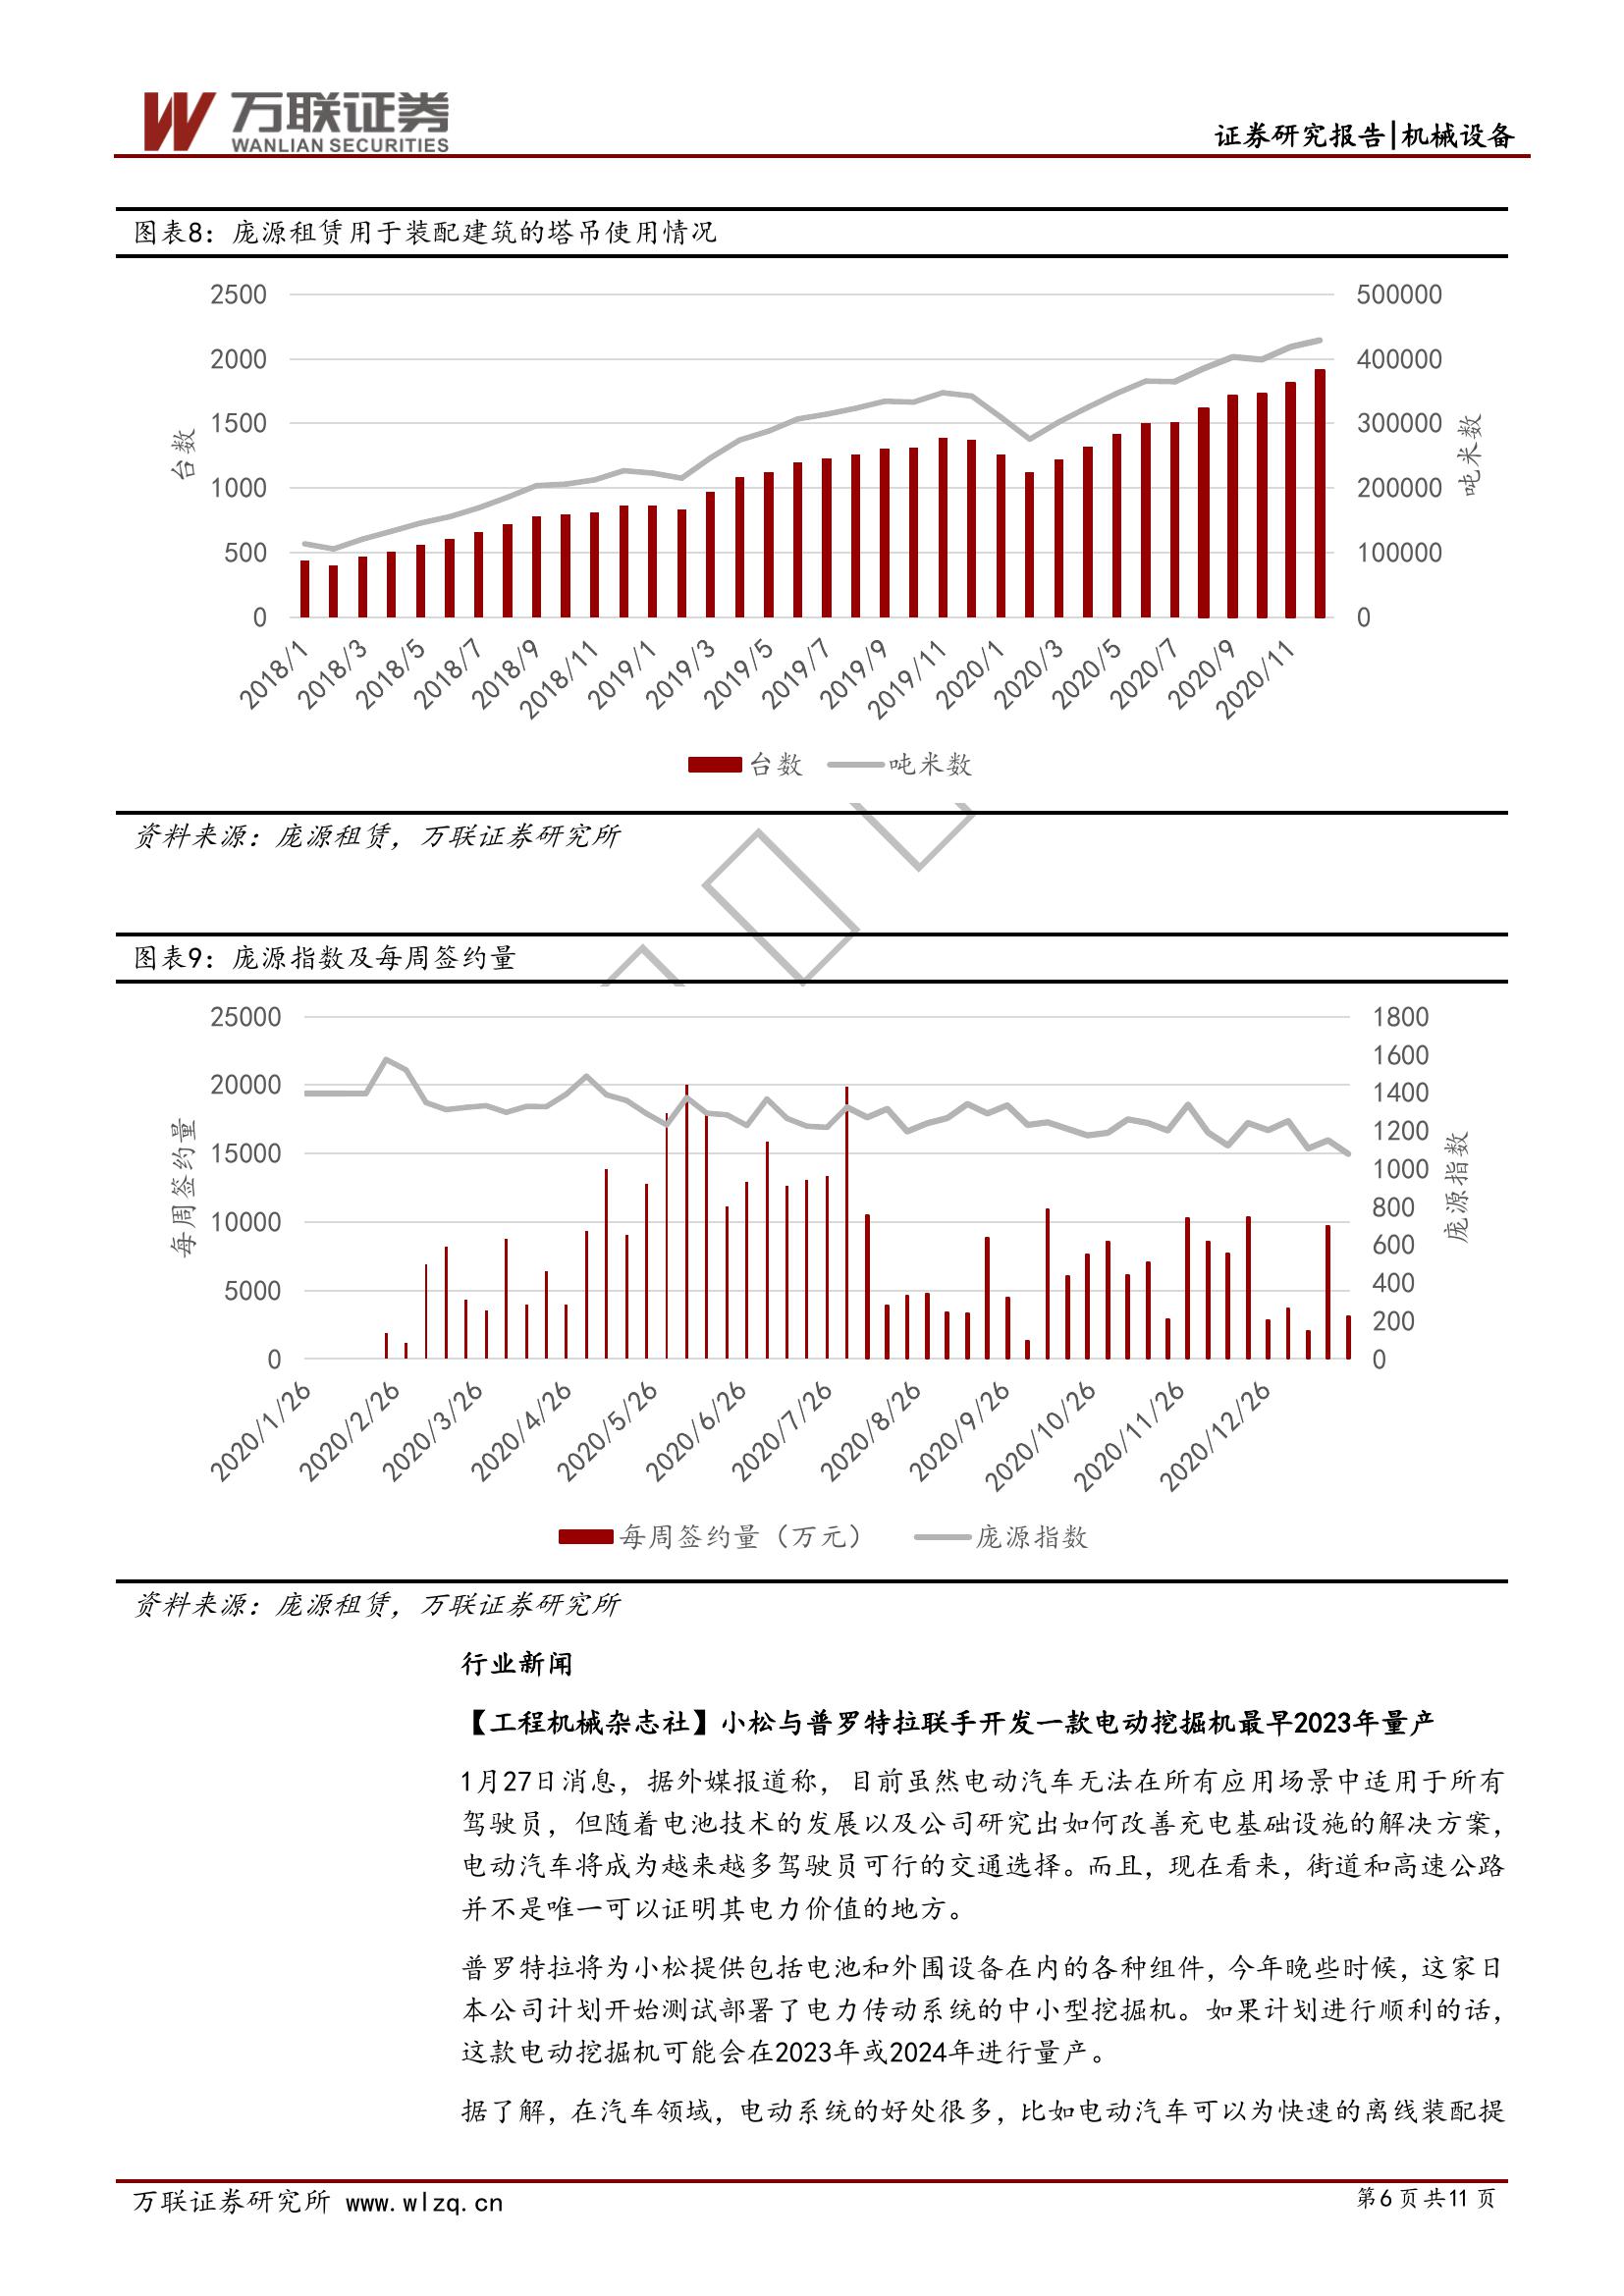 万联证券
WANLIAN SECURITIES
证券研究报告|机械设备
图表8：庞源租赁用于装配建筑的塔吊使用情况
2500
2000
1500
1000
500
0
台数
500000
400000
300000
200000
100000
0
吨米数
2018/1
2018/3
2018/5
2018/7
2018/9
2018/11
2019/1
2019/3
2019/5
2019/7
2019/9
2019/11
2020/1
2020/3
2020/5
2020/7
2020/9
2020/11
台数 吨米数
资料来源：庞源租赁，万联证券研究所
图表9：庞源指数及每周签约量
25000
20000
15000
10000
5000
0
每周签约量
1800
1600
1400
1200
1000
800
600
400
200
0
庞源指数
2020/1/26
2020/2/26
2020/3/26
2020/4/26
2020/5/26
2020/6/26
2020/7/26
2020/8/26
2020/9/26
2020/10/26
2020/11/26
2020/12/26
每周签约量（万元） 庞源指数
资料来源：庞源租赁，万联证券研究所
行业新闻
【工程机械杂志社】小松与普罗特拉联手开发一款电动挖掘机最早2023年量产
1月27日消息，据外媒报道称，目前虽然电动汽车无法在所有应用场景中适用于所有
驾驶员，但随着电池技术的发展以及公司研究出如何改善充电基础设施的解决方案，
电动汽车将成为越来越多驾驶员可行的交通选择。而且，现在看来，街道和高速公路
并不是唯一可以证明其电力价值的地方。
普罗特拉将为小松提供包括电池和外围设备在内的各种组件，今年晚些时候，这家日
本公司计划开始测试部署了电力传动系统的中小型挖掘机。如果计划进行顺利的话，
这款电动挖掘机可能会在2023年或2024年进行量产。
据了解，在汽车领域，电动系统的好处很多，比如电动汽车可以为快速的离线装配提
万联证券研究所 www.wlzq.cn
第6页共11页